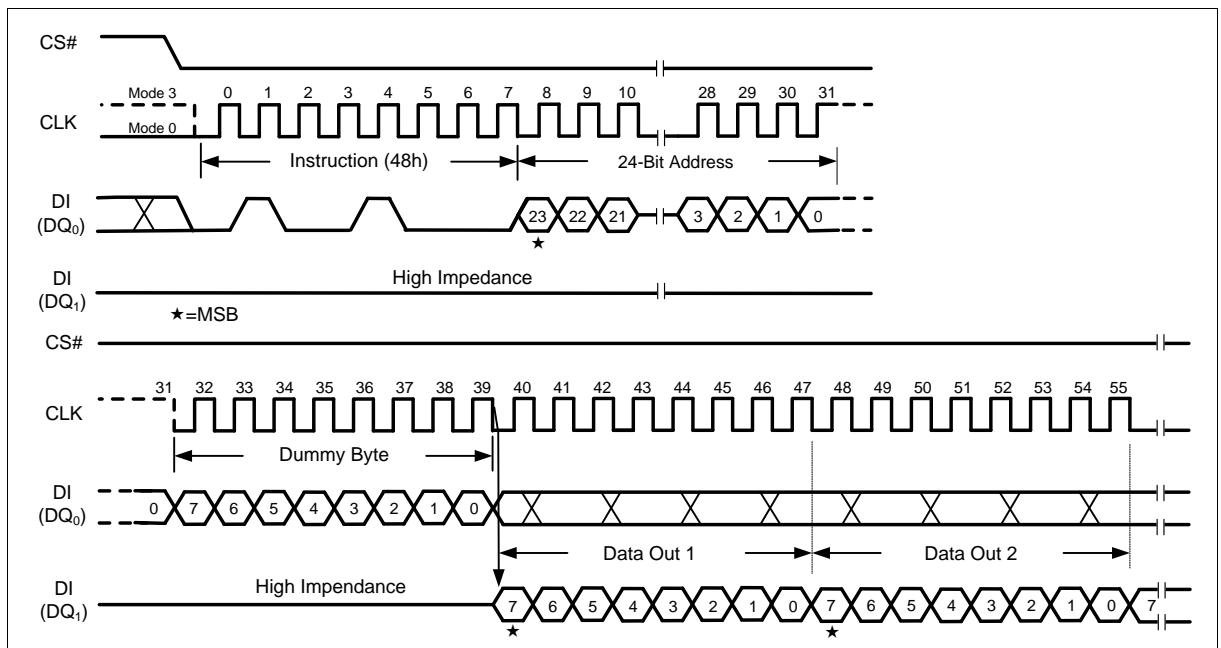 CS#
Mode 3
0 1 2 3 4 5 6 7 8 9 10 28 29 30 31
CLK
Mode 0
Instruction (48h) 24-Bit Address
DI
(DQ0)
23 22 21 3 2 1 0
★
DI
(DQ1)
High Impedance
★=MSB
CS#
31 32 33 34 35 36 37 38 39 40 41 42 43 44 45 46 47 48 49 50 51 52 53 54 55
CLK
Dummy Byte
DI
(DQ0)
0 7 6 5 4 3 2 1 0
Data Out 1 Data Out 2
DI
(DQ1)
High Impendance
7 6 5 4 3 2 1 0 7 6 5 4 3 2 1 0 7
★ ★